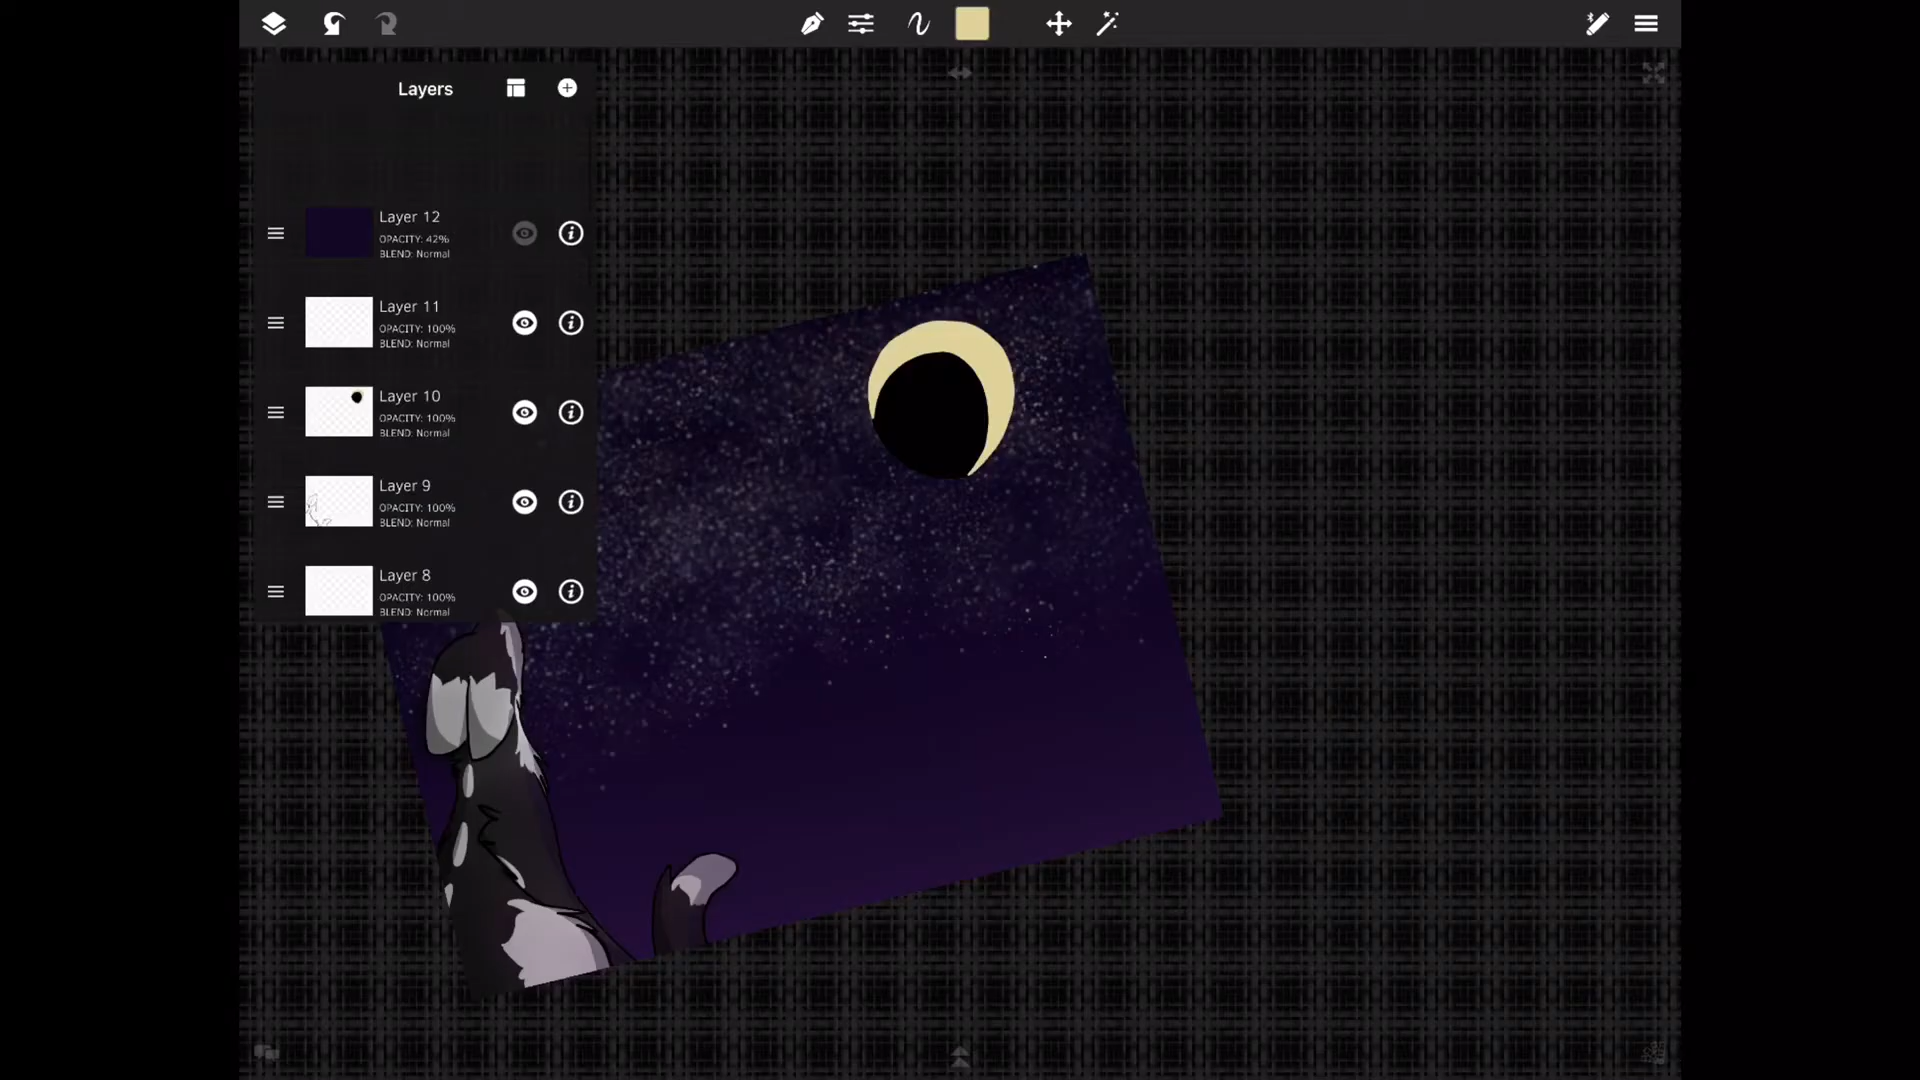 Layers
Layer 12
OPACITY: 42%
BLEND: Normal
Layer 11
OPACITY: 100%
BLEND: Normal
Layer 10
OPACITY: 100%
BLEND: Normal
Layer 9
OPACITY: 100%
BLEND: Normal
Layer 8
OPACITY: 100%
BLEND: Normal